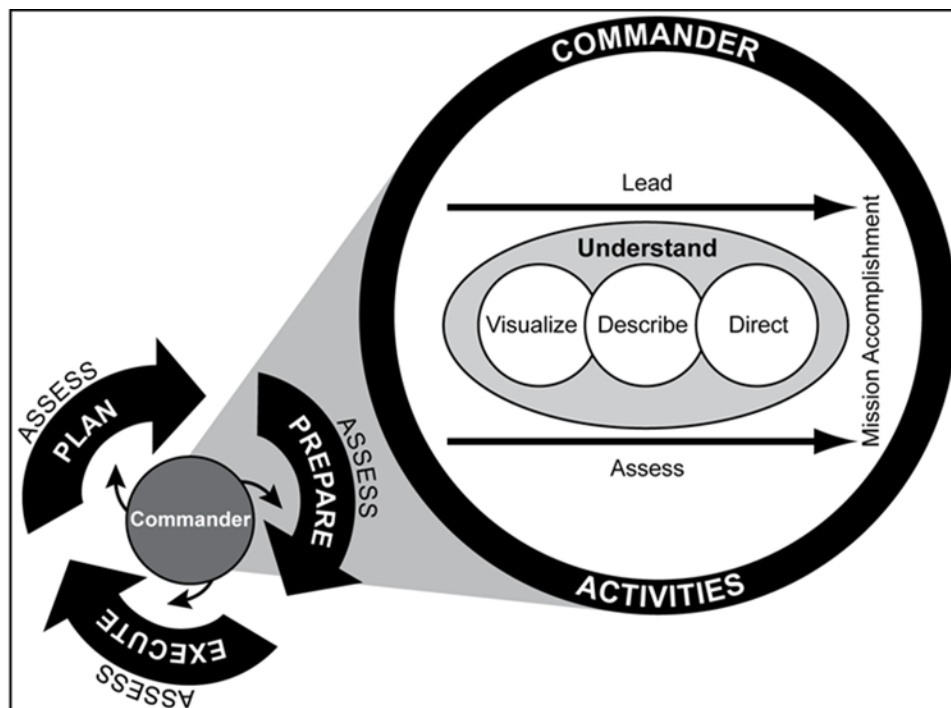 COMMANDER
Lead
Understand
Visualize
Describe
Direct
Mission Accomplishment
Assess
ACTIVITIES
ASSESS
PLAN
ASSESS
PREPARE
Commander
EXECUTE
ASSESS